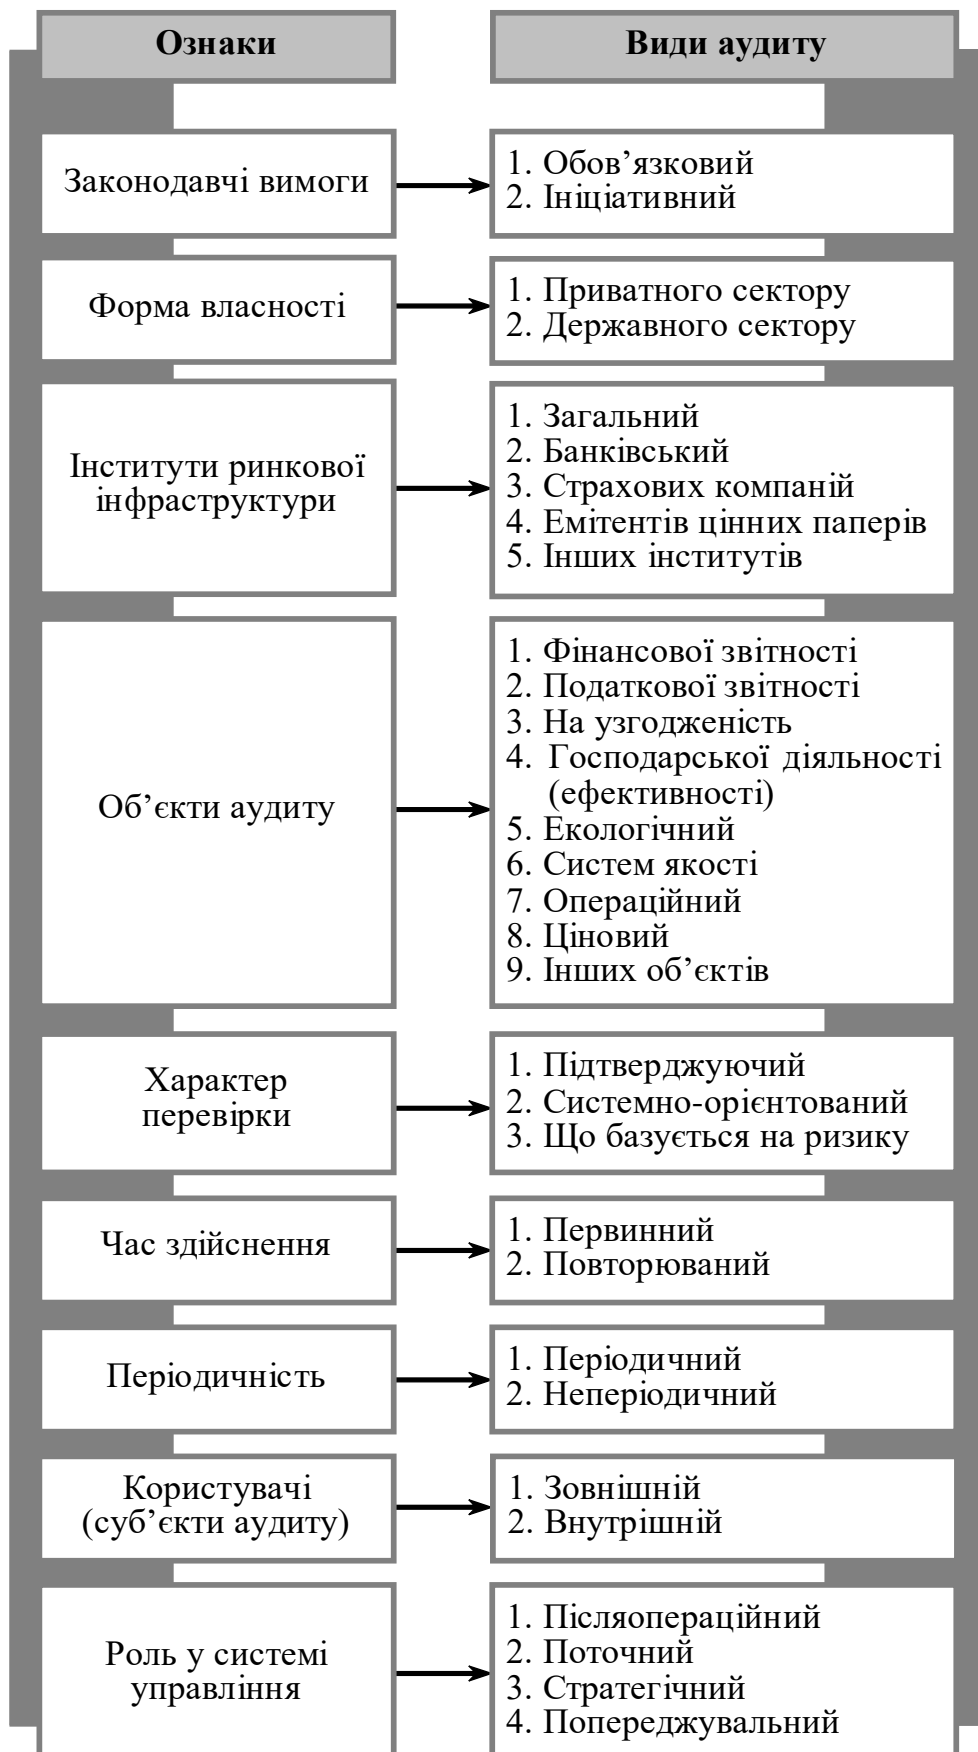 Ознаки
Види аудиту
Законодавчі вимоги
1. Обов’язковий
2. Ініціативний
Форма власності
1. Приватного сектору
2. Державного сектору
Інститути ринкової
інфраструктури
1. Загальний
2. Банківський
3. Страхових компаній
4. Емітентів цінних паперів
5. Інших інститутів
Об’єкти аудиту
1. Фінансової звітності
2. Податкової звітності
3. На узгодженість
4. Господарської діяльності
(ефективності)
5. Екологічний
6. Систем якості
7. Операційний
8. Ціновий
9. Інших об’єктів
Характер
перевірки
1. Підтверджуючий
2. Системно-орієнтований
3. Що базується на ризику
Час здійснення
1. Первинний
2. Повторюваний
Періодичність
1. Періодичний
2. Неперіодичний
Користувачі
(суб’єкти аудиту)
1. Зовнішній
2. Внутрішній
Роль у системі
управління
1. Післяопераційний
2. Поточний
3. Стратегічний
4. Попереджувальний